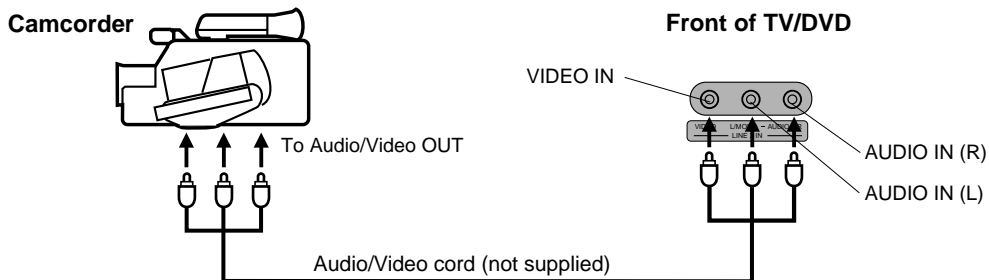 Camcorder
Front of TV/DVD
VIDEO IN
To Audio/Video OUT
AUDIO IN (R)
AUDIO IN (L)
Audio/Video cord (not supplied)